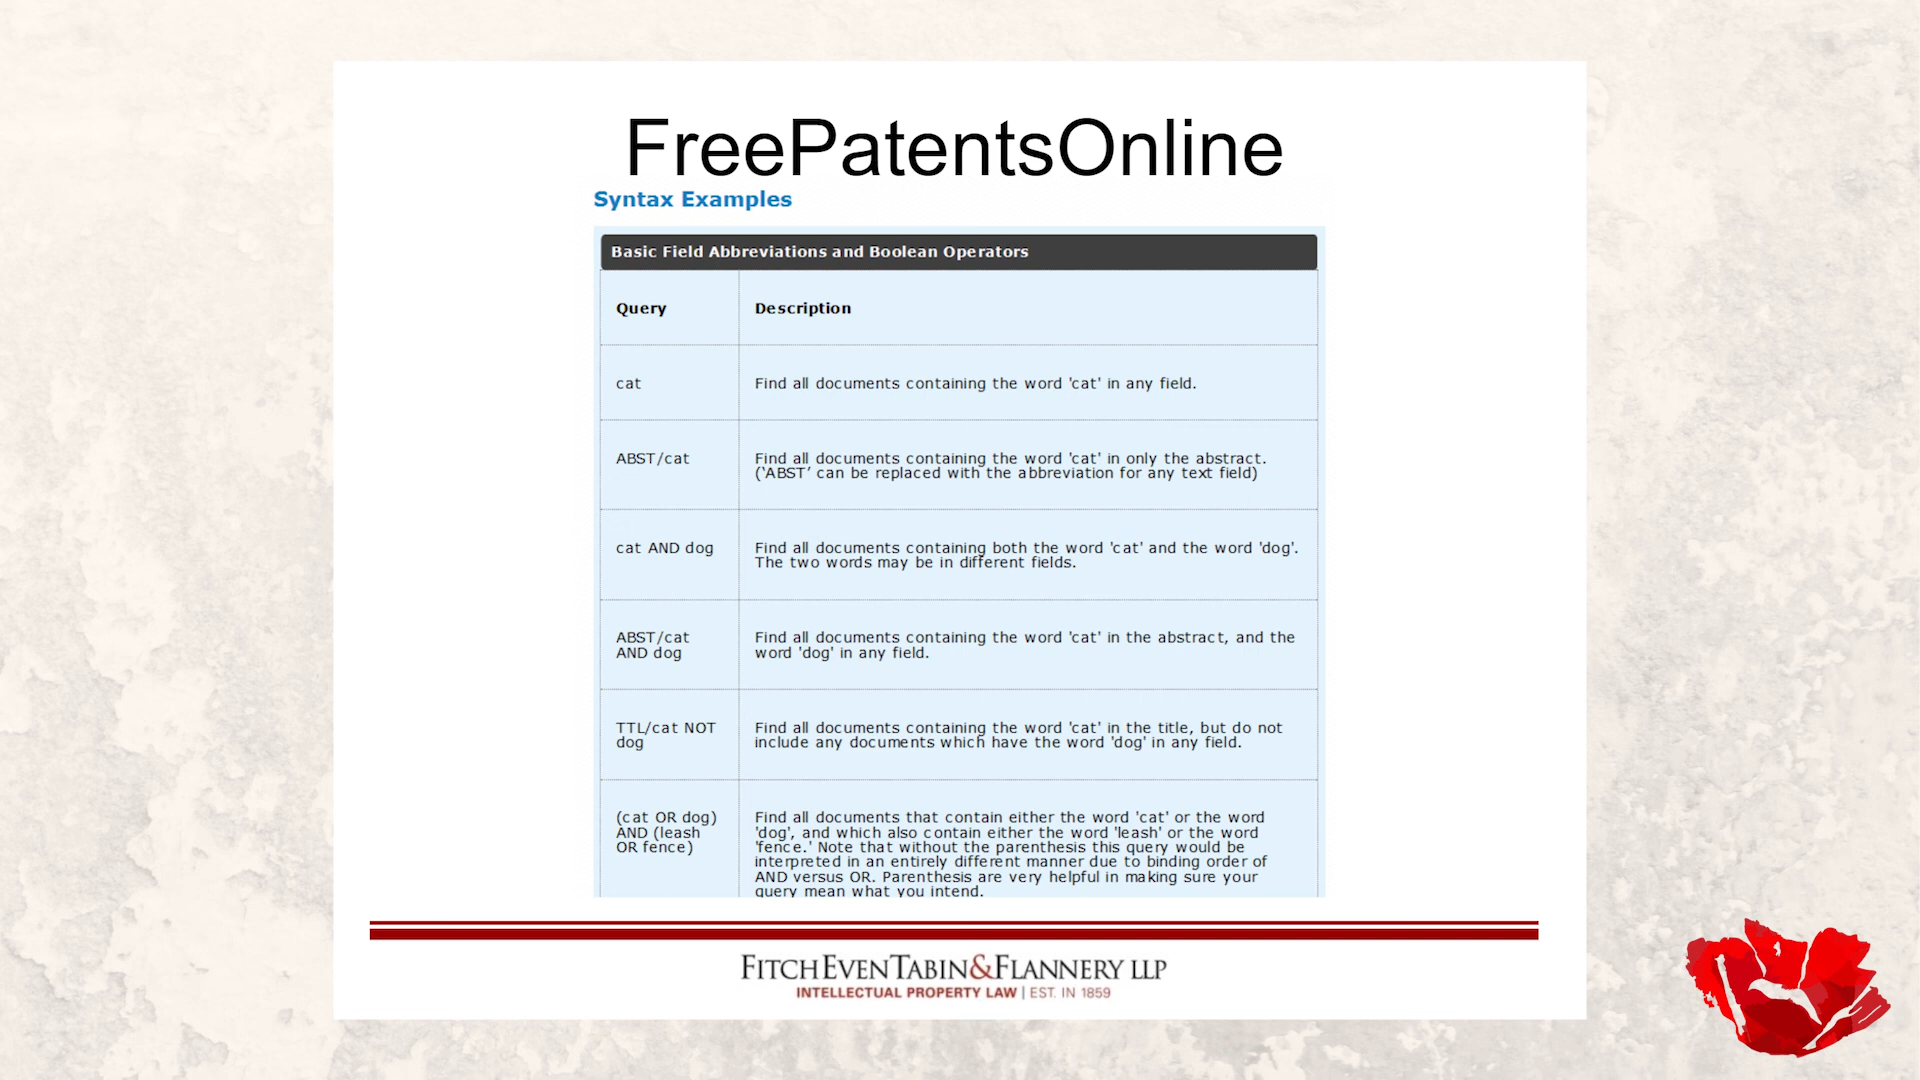 FreePatentsOnline
Syntax Examples
Basic Field Abbreviations and Boolean Operators
Query Description
cat Find all documents containing the word 'cat' in any field.
ABST/cat Find all documents containing the word 'cat' in only the abstract.
('ABST' can be replaced with the abbreviation for any text field)
cat AND dog Find all documents containing both the word 'cat' and the word 'dog'.
The two words may be in different fields.
ABST/cat Find all documents containing the word 'cat' in the abstract, and the
AND dog word 'dog' in any field.
TTL/cat NOT Find all documents containing the word 'cat' in the title, but do not
dog include any documents which have the word 'dog' in any field.
(cat OR dog) Find all documents that contain either the word 'cat' or the word
AND (leash 'dog', and which also contain either the word 'leash' or the word
OR fence) 'fence.' Note that without the parenthesis this query would be
interpreted in an entirely different manner due to binding order of
AND versus OR. Parenthesis are very helpful in making sure your
query mean what you intend.
FITCH EVEN TABIN & FLANNERY LLP
INTELLECTUAL PROPERTY LAW | EST. IN 1859